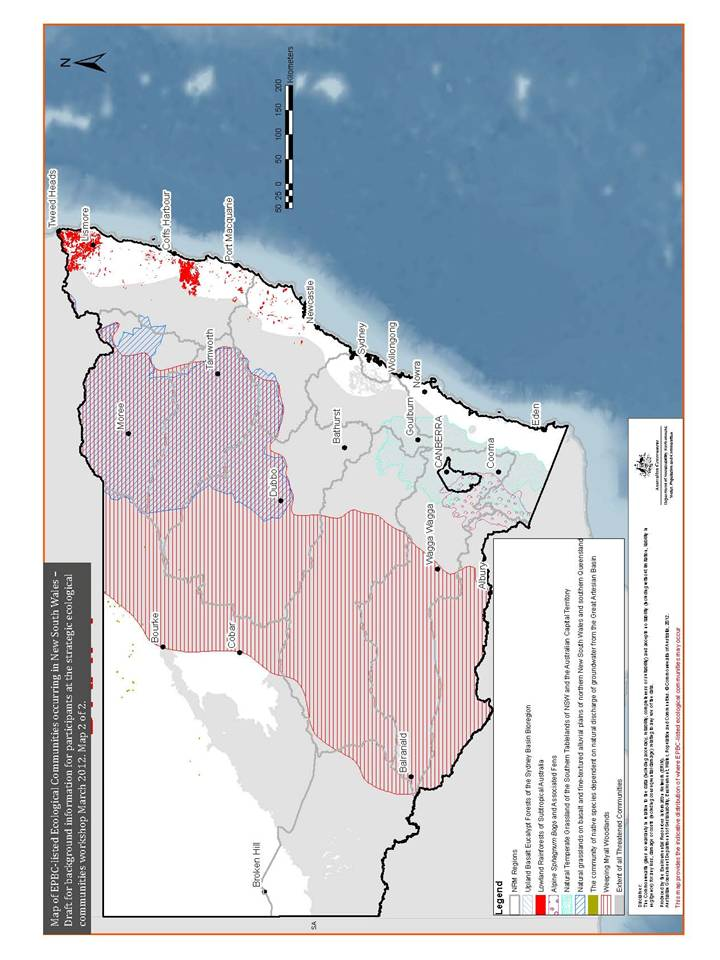 Map of EPBC-listed Ecological Communities occurring in New South Wales –
Draft for background information for participants at the strategic ecological
communities workshop March 2012. Map 2 of 2.
N
50 25 0 50 100 150 200
Kilometers
Tweed Heads
Lismore
Coffs Harbour
Port Macquarie
Newcastle
Sydney
Wollongong
Nowra
Eden
Tamworth
Moree
Dubbo
Bathurst
Goulburn
CANBERRA
Cooma
Wagga Wagga
Albury
Bourke
Cobar
Balranald
Broken Hill
SA
Legend
NRM Regions
Upland Basalt Eucalypt Forests of the Sydney Basin Bioregion
Lowland Rainforests of Subtropical Australia
Alpine Sphagnum Bogs and Associated Fens
Natural Temperate Grassland of the Southern Tablelands of NSW and the Australian Capital Territory
Natural grasslands on basalt and fine-textured alluvial plains of northern New South Wales and southern Queensland
The community of native species dependent on natural discharge of groundwater from the Great Artesian Basin
Weeping Myall Woodlands
Extent of all Threatened Communities
Disclaimer:
This map provides the indicative distribution of where EPBC-listed ecological communities may occur